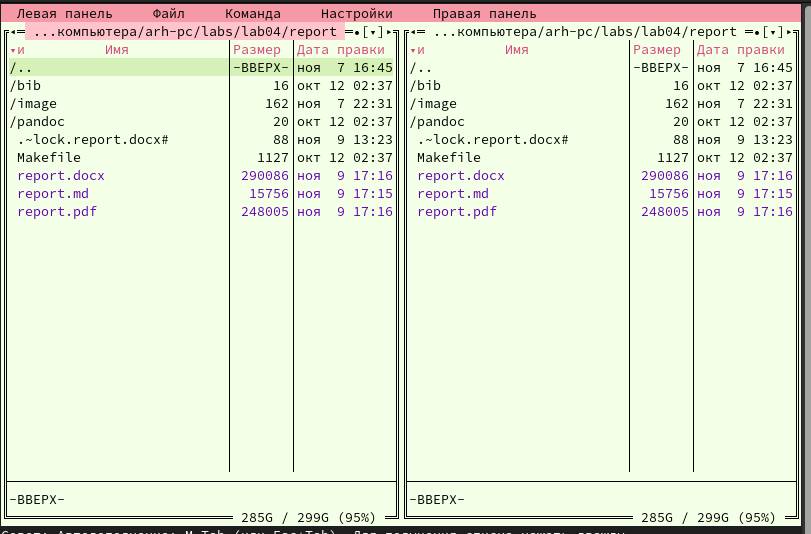 Левая панель Файл Команда Настройки Правая панель
...компьютера/arh-pc/labs/lab04/report [▾] ...компьютера/arh-pc/labs/lab04/report [▾]
▾и Имя Размер Дата правки ▾и Имя Размер Дата правки
/.. -ВВЕРХ- ноя 7 16:45 /.. -ВВЕРХ- ноя 7 16:45
/bib 16 окт 12 02:37 /bib 16 окт 12 02:37
/image 162 ноя 7 22:31 /image 162 ноя 7 22:31
/pandoc 20 окт 12 02:37 /pandoc 20 окт 12 02:37
.~lock.report.docx# 88 ноя 9 13:23 .~lock.report.docx# 88 ноя 9 13:23
Makefile 1127 окт 12 02:37 Makefile 1127 окт 12 02:37
report.docx 290086 ноя 9 17:16 report.docx 290086 ноя 9 17:16
report.md 15756 ноя 9 17:15 report.md 15756 ноя 9 17:15
report.pdf 248005 ноя 9 17:16 report.pdf 248005 ноя 9 17:16
-ВВЕРХ- -ВВЕРХ-
285G / 299G (95%) 285G / 299G (95%)